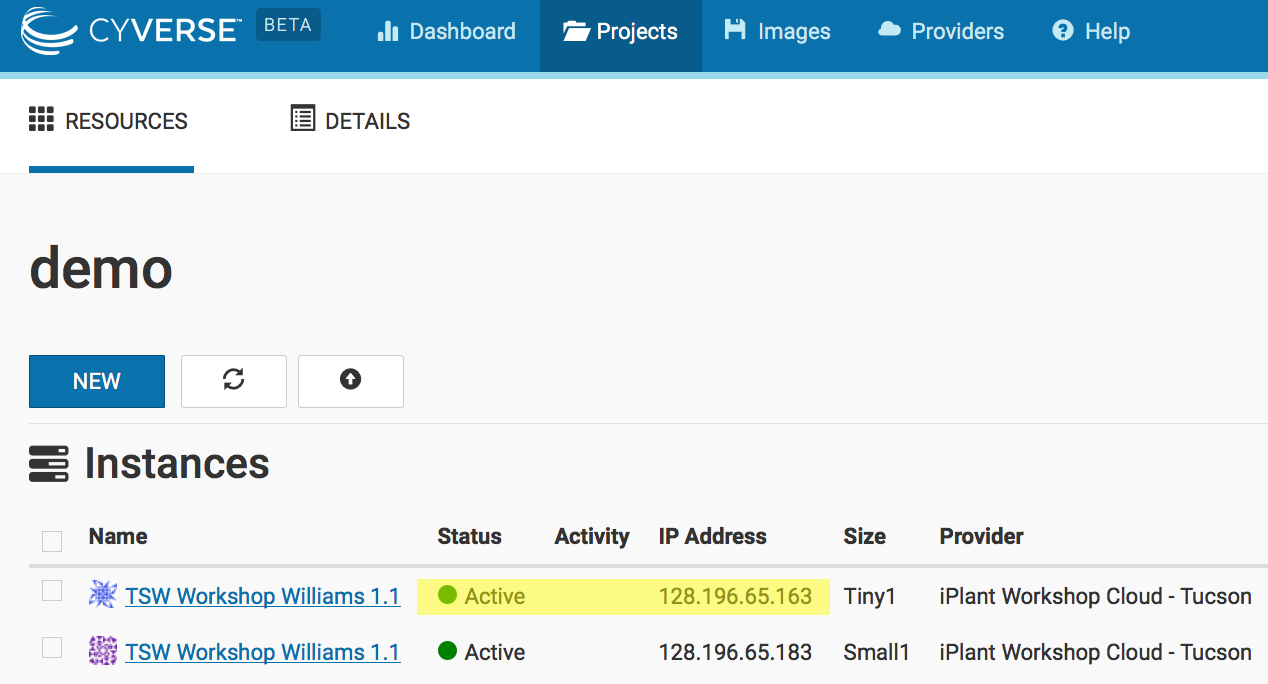 CYVERSE™ BETA Dashboard Projects Images Providers Help
RESOURCES DETAILS
demo
NEW
Instances
Name Status Activity IP Address Size Provider
TSW Workshop Williams 1.1 Active 128.196.65.163 Tiny1 iPlant Workshop Cloud - Tucson
TSW Workshop Williams 1.1 Active 128.196.65.183 Small1 iPlant Workshop Cloud - Tucson